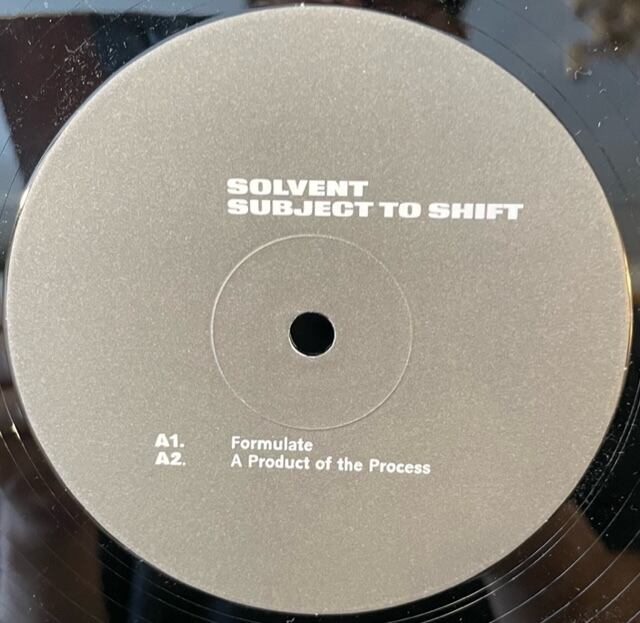 SOLVENT
SUBJECT TO SHIFT
A1. Formulate
A2. A Product of the Process